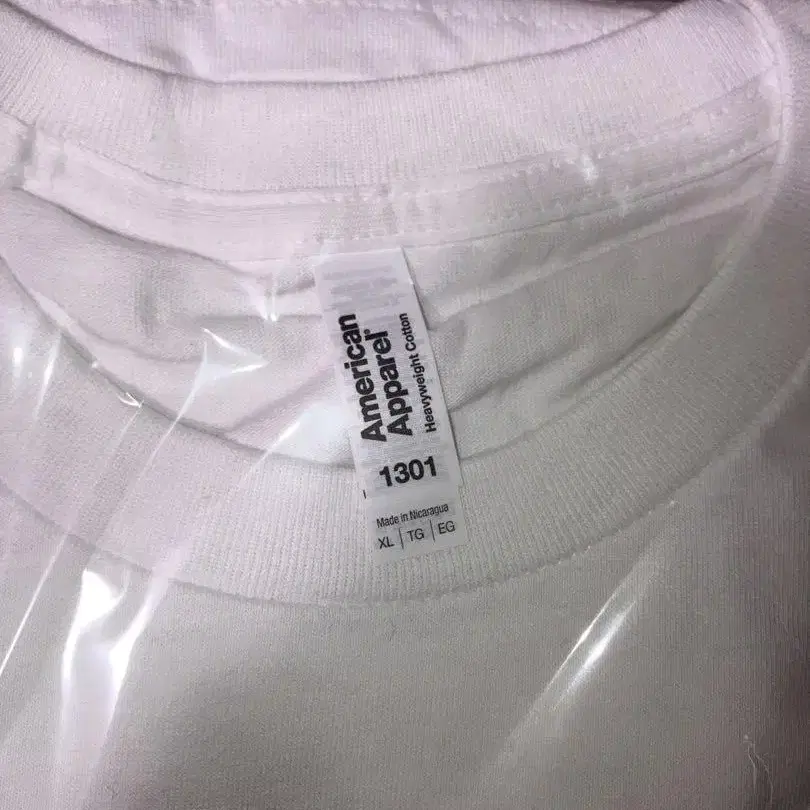 American
Apparel®
Heavyweight Cotton
1301
Made in Nicaragua
XL | TG | EG